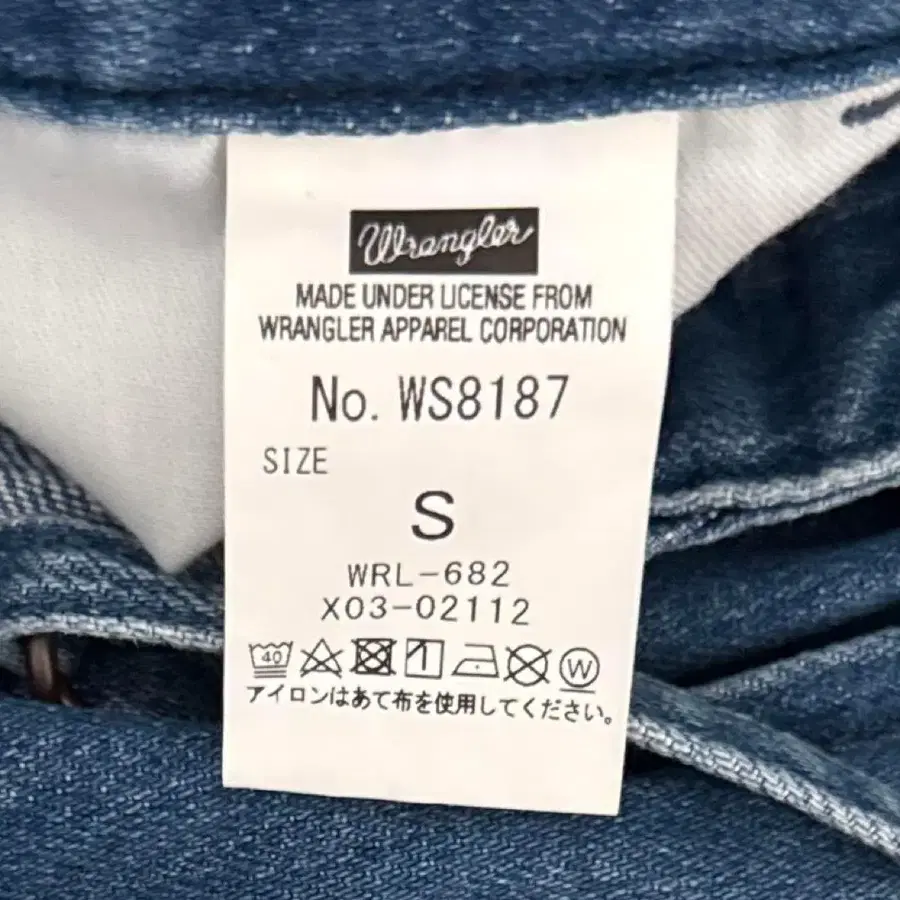 Wrangler
MADE UNDER LICENSE FROM
WRANGLER APPAREL CORPORATION
No. WS8187
SIZE
S
WRL-682
X03-02112
40 W
アイロンはあて布を使用してください。